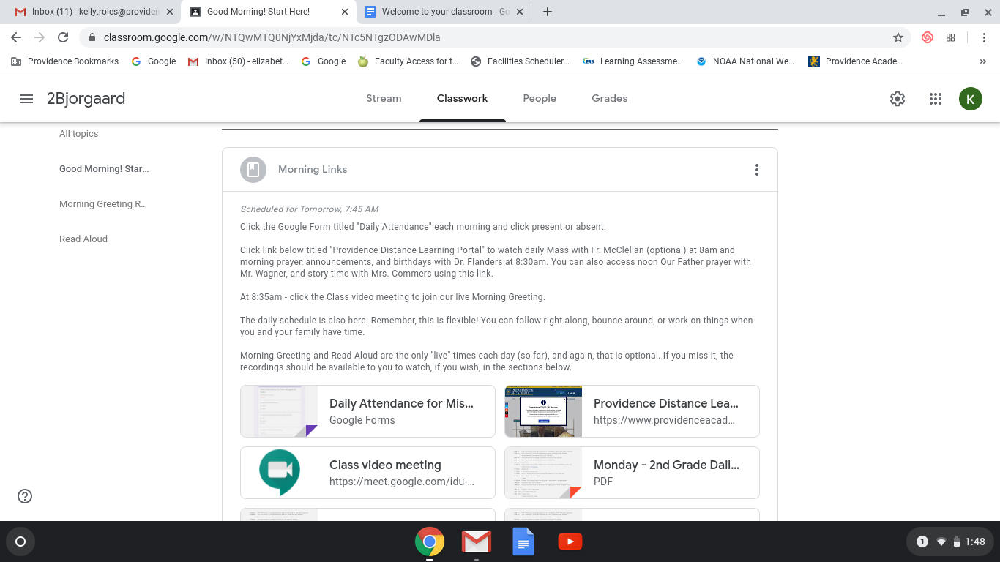 Inbox (11) - kelly.roles@providen
Good Morning! Start Here!
Welcome to your classroom - Go
classroom.google.com/w/NTQwMTQ0NjYxMjda/tc/NTc5NTgzODAwMDla
Providence Bookmarks
Google
Inbox (50) - elizabet...
Google
Faculty Access for t...
Facilities Scheduler...
ERB
Learning Assessme...
NOAA National We...
Providence Acade...
»
2Bjorgaard
Stream
Classwork
People
Grades
K
All topics
Good Morning! Star...
Morning Greeting R...
Read Aloud
Morning Links
Scheduled for Tomorrow, 7:45 AM
Click the Google Form titled "Daily Attendance" each morning and click present or absent.
Click link below titled "Providence Distance Learning Portal" to watch daily Mass with Fr. McClellan (optional) at 8am and
morning prayer, announcements, and birthdays with Dr. Flanders at 8:30am. You can also access noon Our Father prayer with
Mr. Wagner, and story time with Mrs. Commers using this link.
At 8:35am - click the Class video meeting to join our live Morning Greeting.
The daily schedule is also here. Remember, this is flexible! You can follow right along, bounce around, or work on things when
you and your family have time.
Morning Greeting and Read Aloud are the only "live" times each day (so far), and again, that is optional. If you miss it, the
recordings should be available to you to watch, if you wish, in the sections below.
Daily Attendance for Mis...
Google Forms
Providence Distance Lea...
https://www.providenceacad...
Class video meeting
https://meet.google.com/idu-...
Monday - 2nd Grade Dail...
PDF
1
1:48